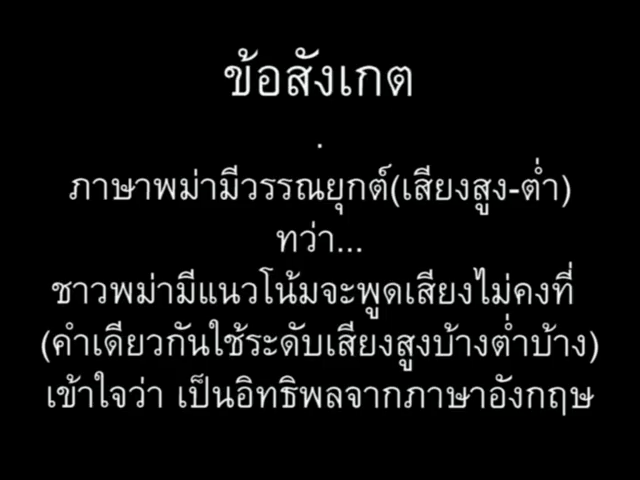 ข้อสังเกต
.
ภาษาพม่ามีวรรณยุกต์(เสียงสูง-ต่ำ)
ทว่า...
ชาวพม่ามีแนวโน้มจะพูดเสียงไม่คงที่
(คำเดียวกันใช้ระดับเสียงสูงบ้างต่ำบ้าง)
เข้าใจว่า เป็นอิทธิพลจากภาษาอังกฤษ